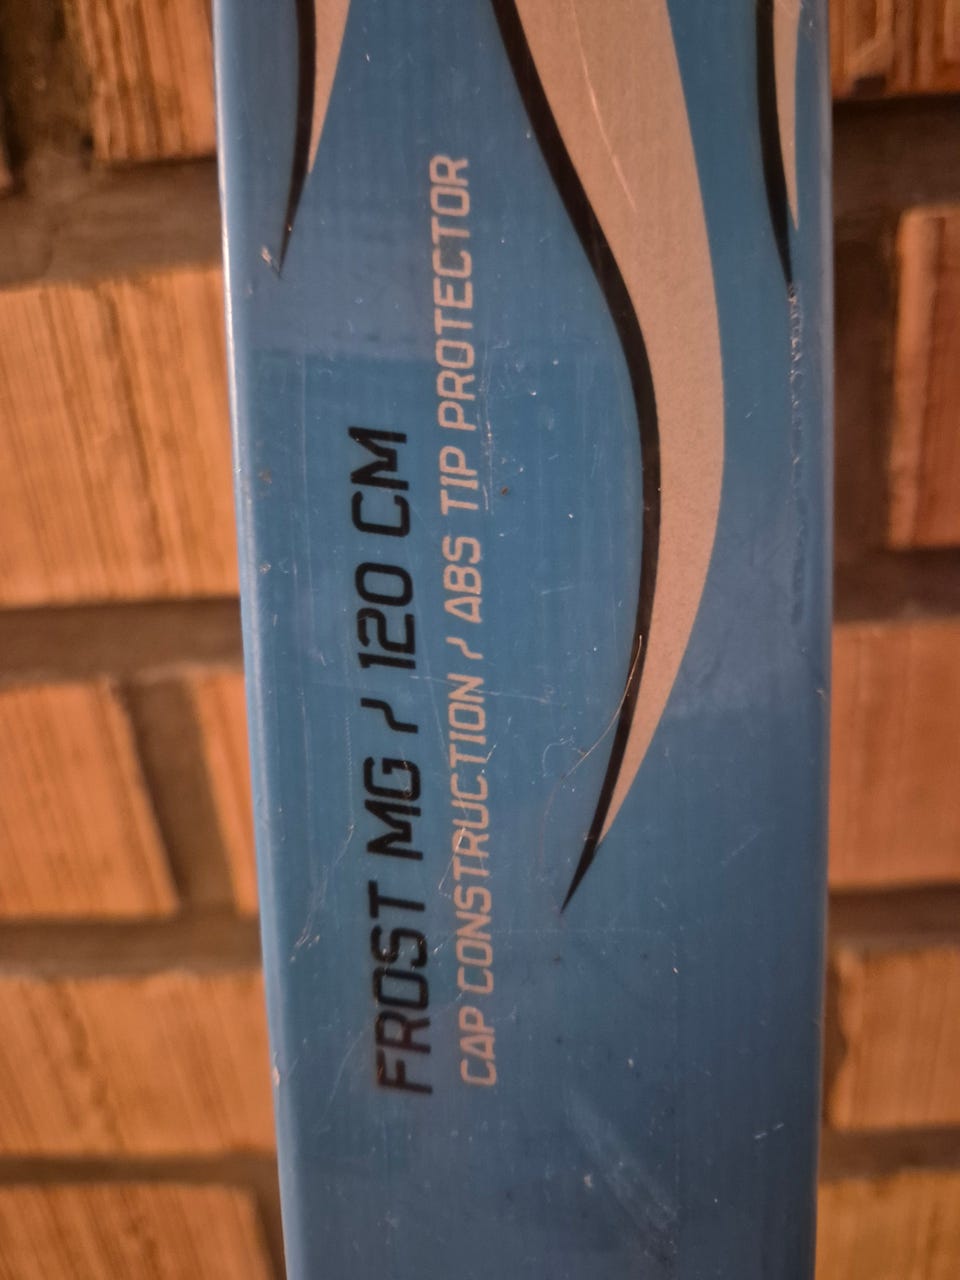 FROST MG / 120 CM
CAP CONSTRUCTION / ABS TIP PROTECTOR